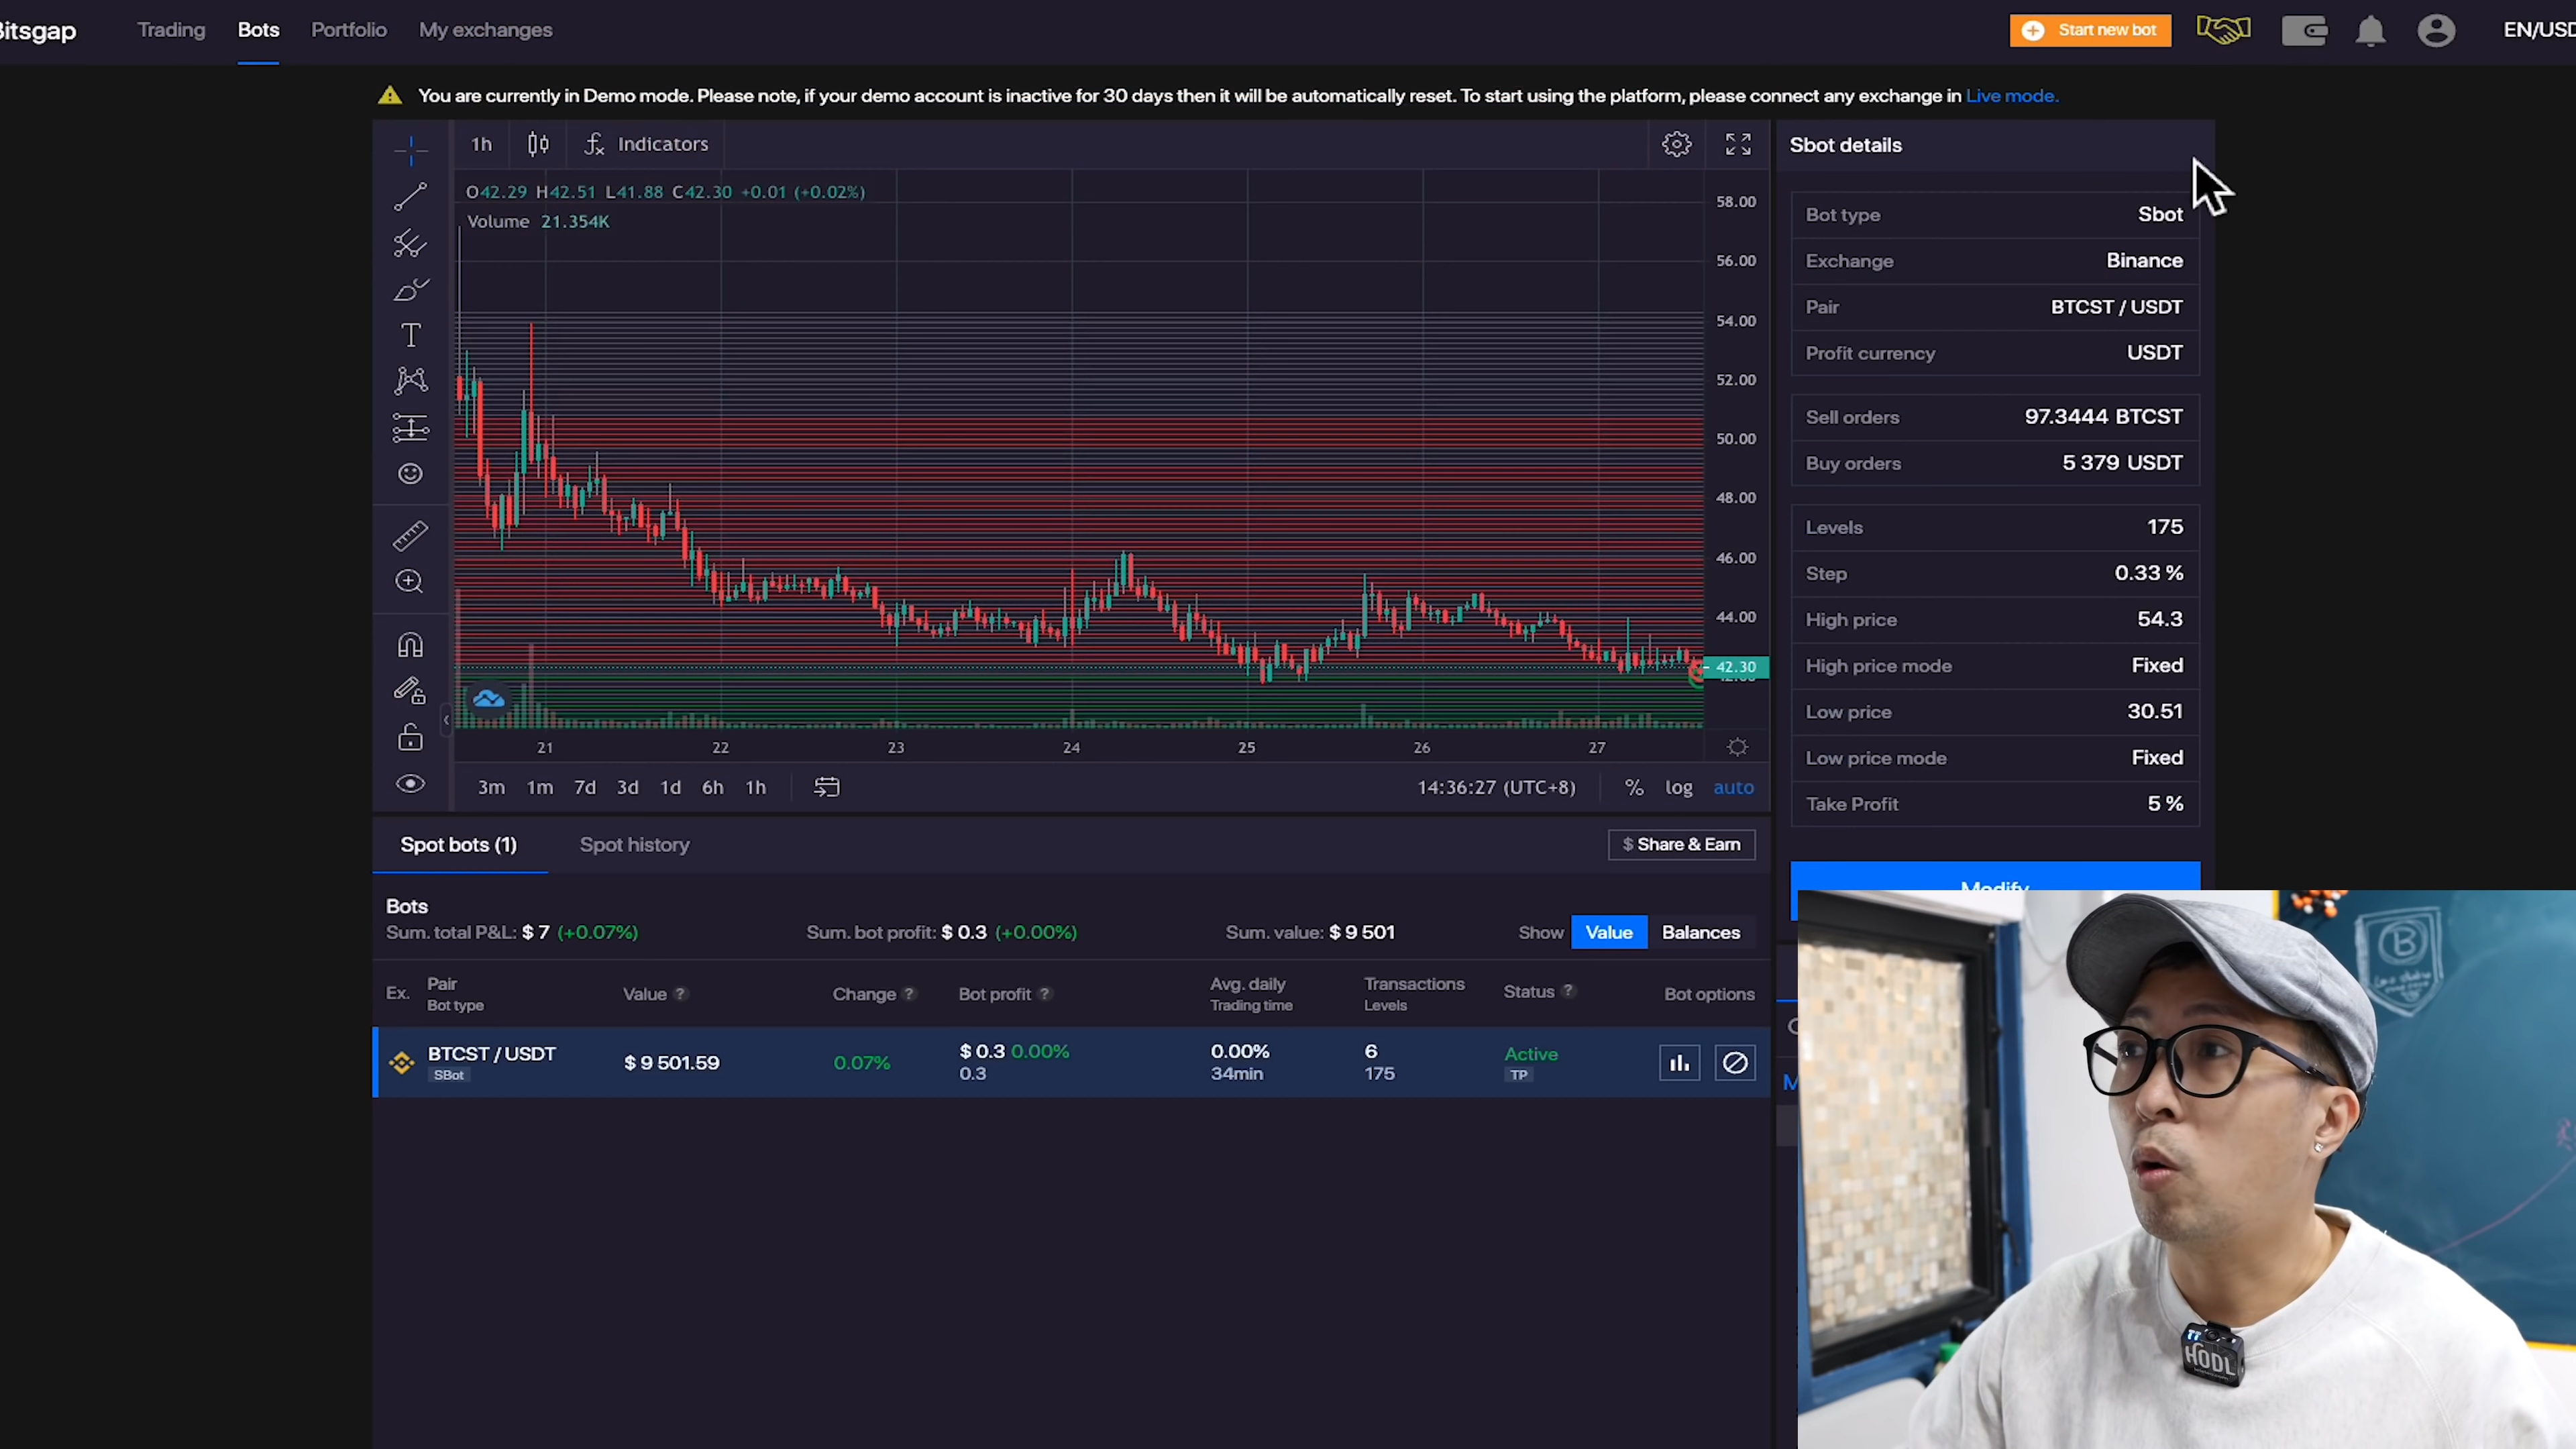 Bitsgap Trading Bots Portfolio My exchanges Start new bot
You are currently in Demo mode. Please note, if your demo account is inactive for 30 days then it will be automatically reset. To start using the platform, please connect any exchange in Live mode.
1h Indicators
O42.29 H42.51 L41.88 C42.30 +0.01 (+0.02%)
Volume 21.354K
58.00
56.00
54.00
52.00
50.00
48.00
46.00
44.00
42.30
21 22 23 24 25 26 27
3m 1m 7d 3d 1d 6h 1h 14:36:27 (UTC+8) % log auto
Sbot details
Bot type Sbot
Exchange Binance
Pair BTCST / USDT
Profit currency USDT
Sell orders 97.3444 BTCST
Buy orders 5 379 USDT
Levels 175
Step 0.33 %
High price 54.3
High price mode Fixed
Low price 30.51
Low price mode Fixed
Take Profit 5 %
Modify
Spot bots (1) Spot history $ Share & Earn
Bots
Sum. total P&L: $ 7 (+0.07%) Sum. bot profit: $ 0.3 (+0.00%) Sum. value: $ 9 501 Show Value Balances
Ex. Pair Value ? Change ? Bot profit ? Avg. daily Transactions Status ? Bot options
Bot type Trading time Levels
BTCST / USDT $ 9 501.59 0.07% $ 0.3 0.00% 0.00% 6 Active
SBot 0.3 34min 175 TP
HODL